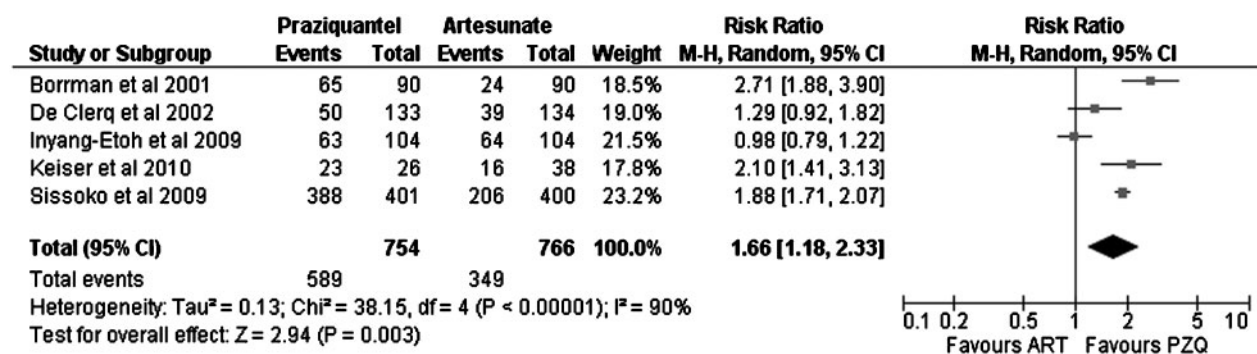 Praziquantel Artesunate Risk Ratio Risk Ratio
Study or Subgroup Events Total Events Total Weight M-H, Random, 95% CI M-H, Random, 95% CI
Borrman et al 2001 65 90 24 90 18.5% 2.71 [1.88, 3.90]
De Clerq et al 2002 50 133 39 134 19.0% 1.29 [0.92, 1.82]
Inyang-Etoh et al 2009 63 104 64 104 21.5% 0.98 [0.79, 1.22]
Keiser et al 2010 23 26 16 38 17.8% 2.10 [1.41, 3.13]
Sissoko et al 2009 388 401 206 400 23.2% 1.88 [1.71, 2.07]
Total (95% CI) 754 766 100.0% 1.66 [1.18, 2.33]
Total events 589 349
Heterogeneity: Tau² = 0.13; Chi² = 38.15, df = 4 (P < 0.00001); I² = 90%
Test for overall effect: Z = 2.94 (P = 0.003)
0.1 0.2 0.5 1 2 5 10
Favours ART Favours PZQ